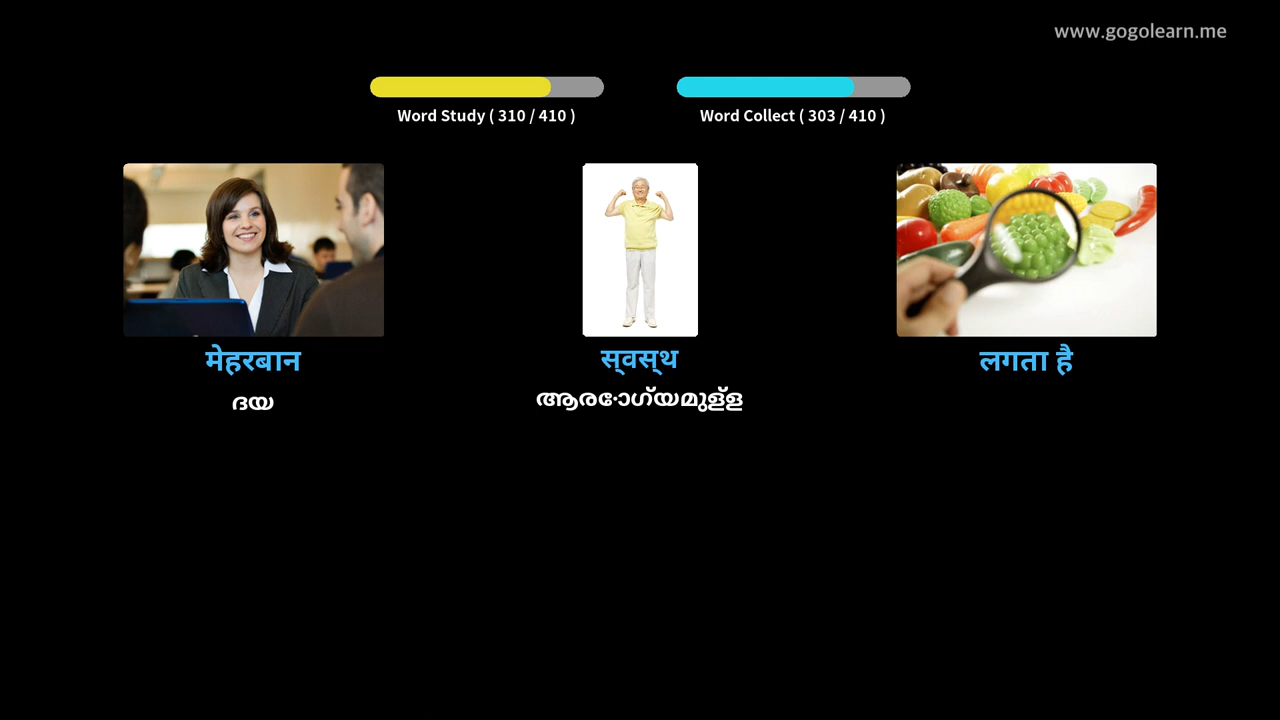 www.gogolearn.me
Word Study ( 310 / 410 )
Word Collect ( 303 / 410 )
मेहरबान
स्वस्थ
लगता है
ദയ
ആരോഗ്യമുള്ള